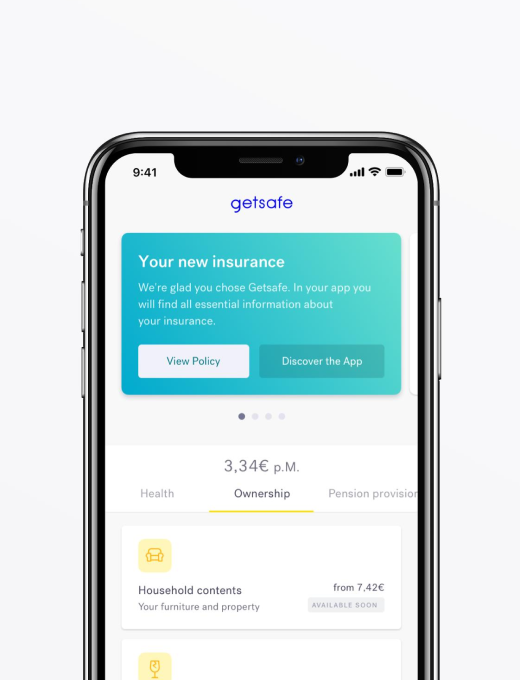 9:41
getsafe
Your new insurance
We're glad you chose Getsafe. In your app you
will find all essential information about
your insurance.
View Policy
Discover the App
3,34€ p.M.
Health
Ownership
Pension provision
Household contents
from 7,42€
Your furniture and property
AVAILABLE SOON